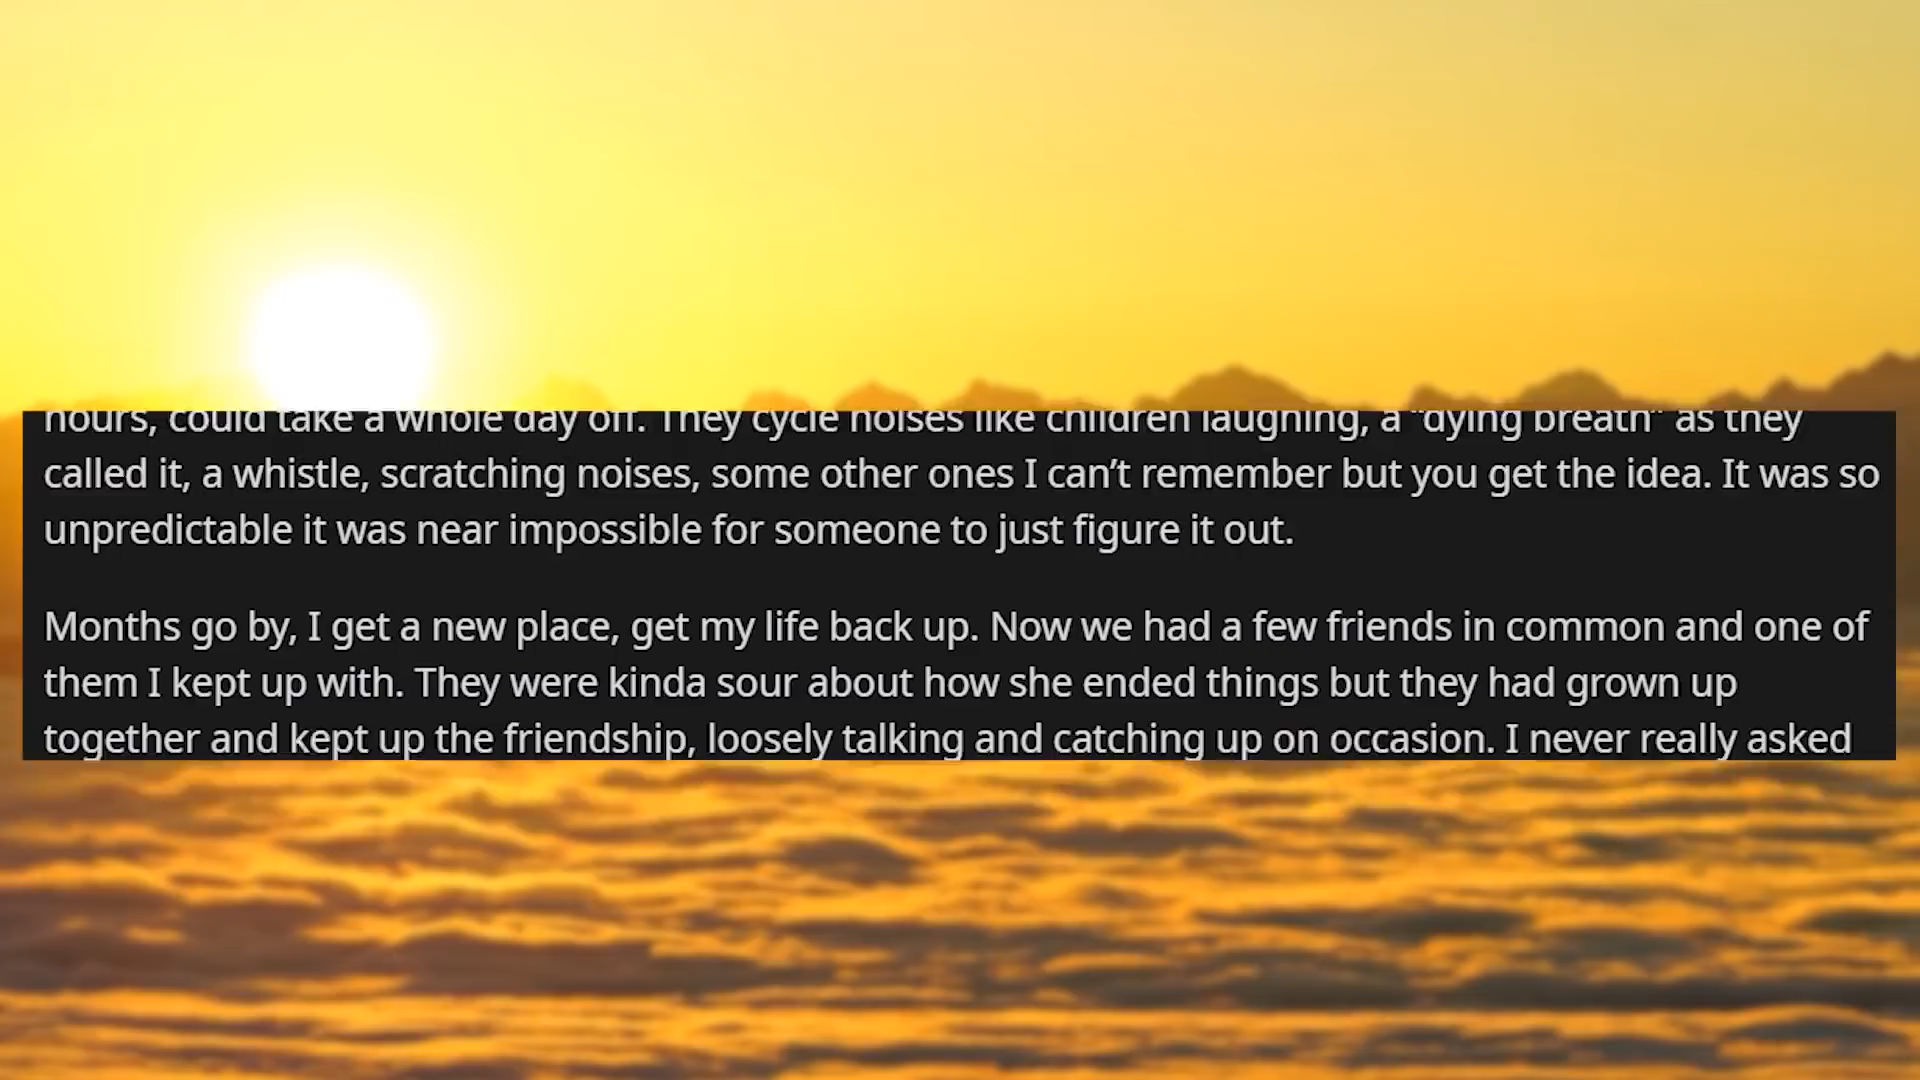 hours, could take a whole day off. They cycle noises like children laughing, a “dying breath” as they
called it, a whistle, scratching noises, some other ones I can’t remember but you get the idea. It was so
unpredictable it was near impossible for someone to just figure it out.
Months go by, I get a new place, get my life back up. Now we had a few friends in common and one of
them I kept up with. They were kinda sour about how she ended things but they had grown up
together and kept up the friendship, loosely talking and catching up on occasion. I never really asked